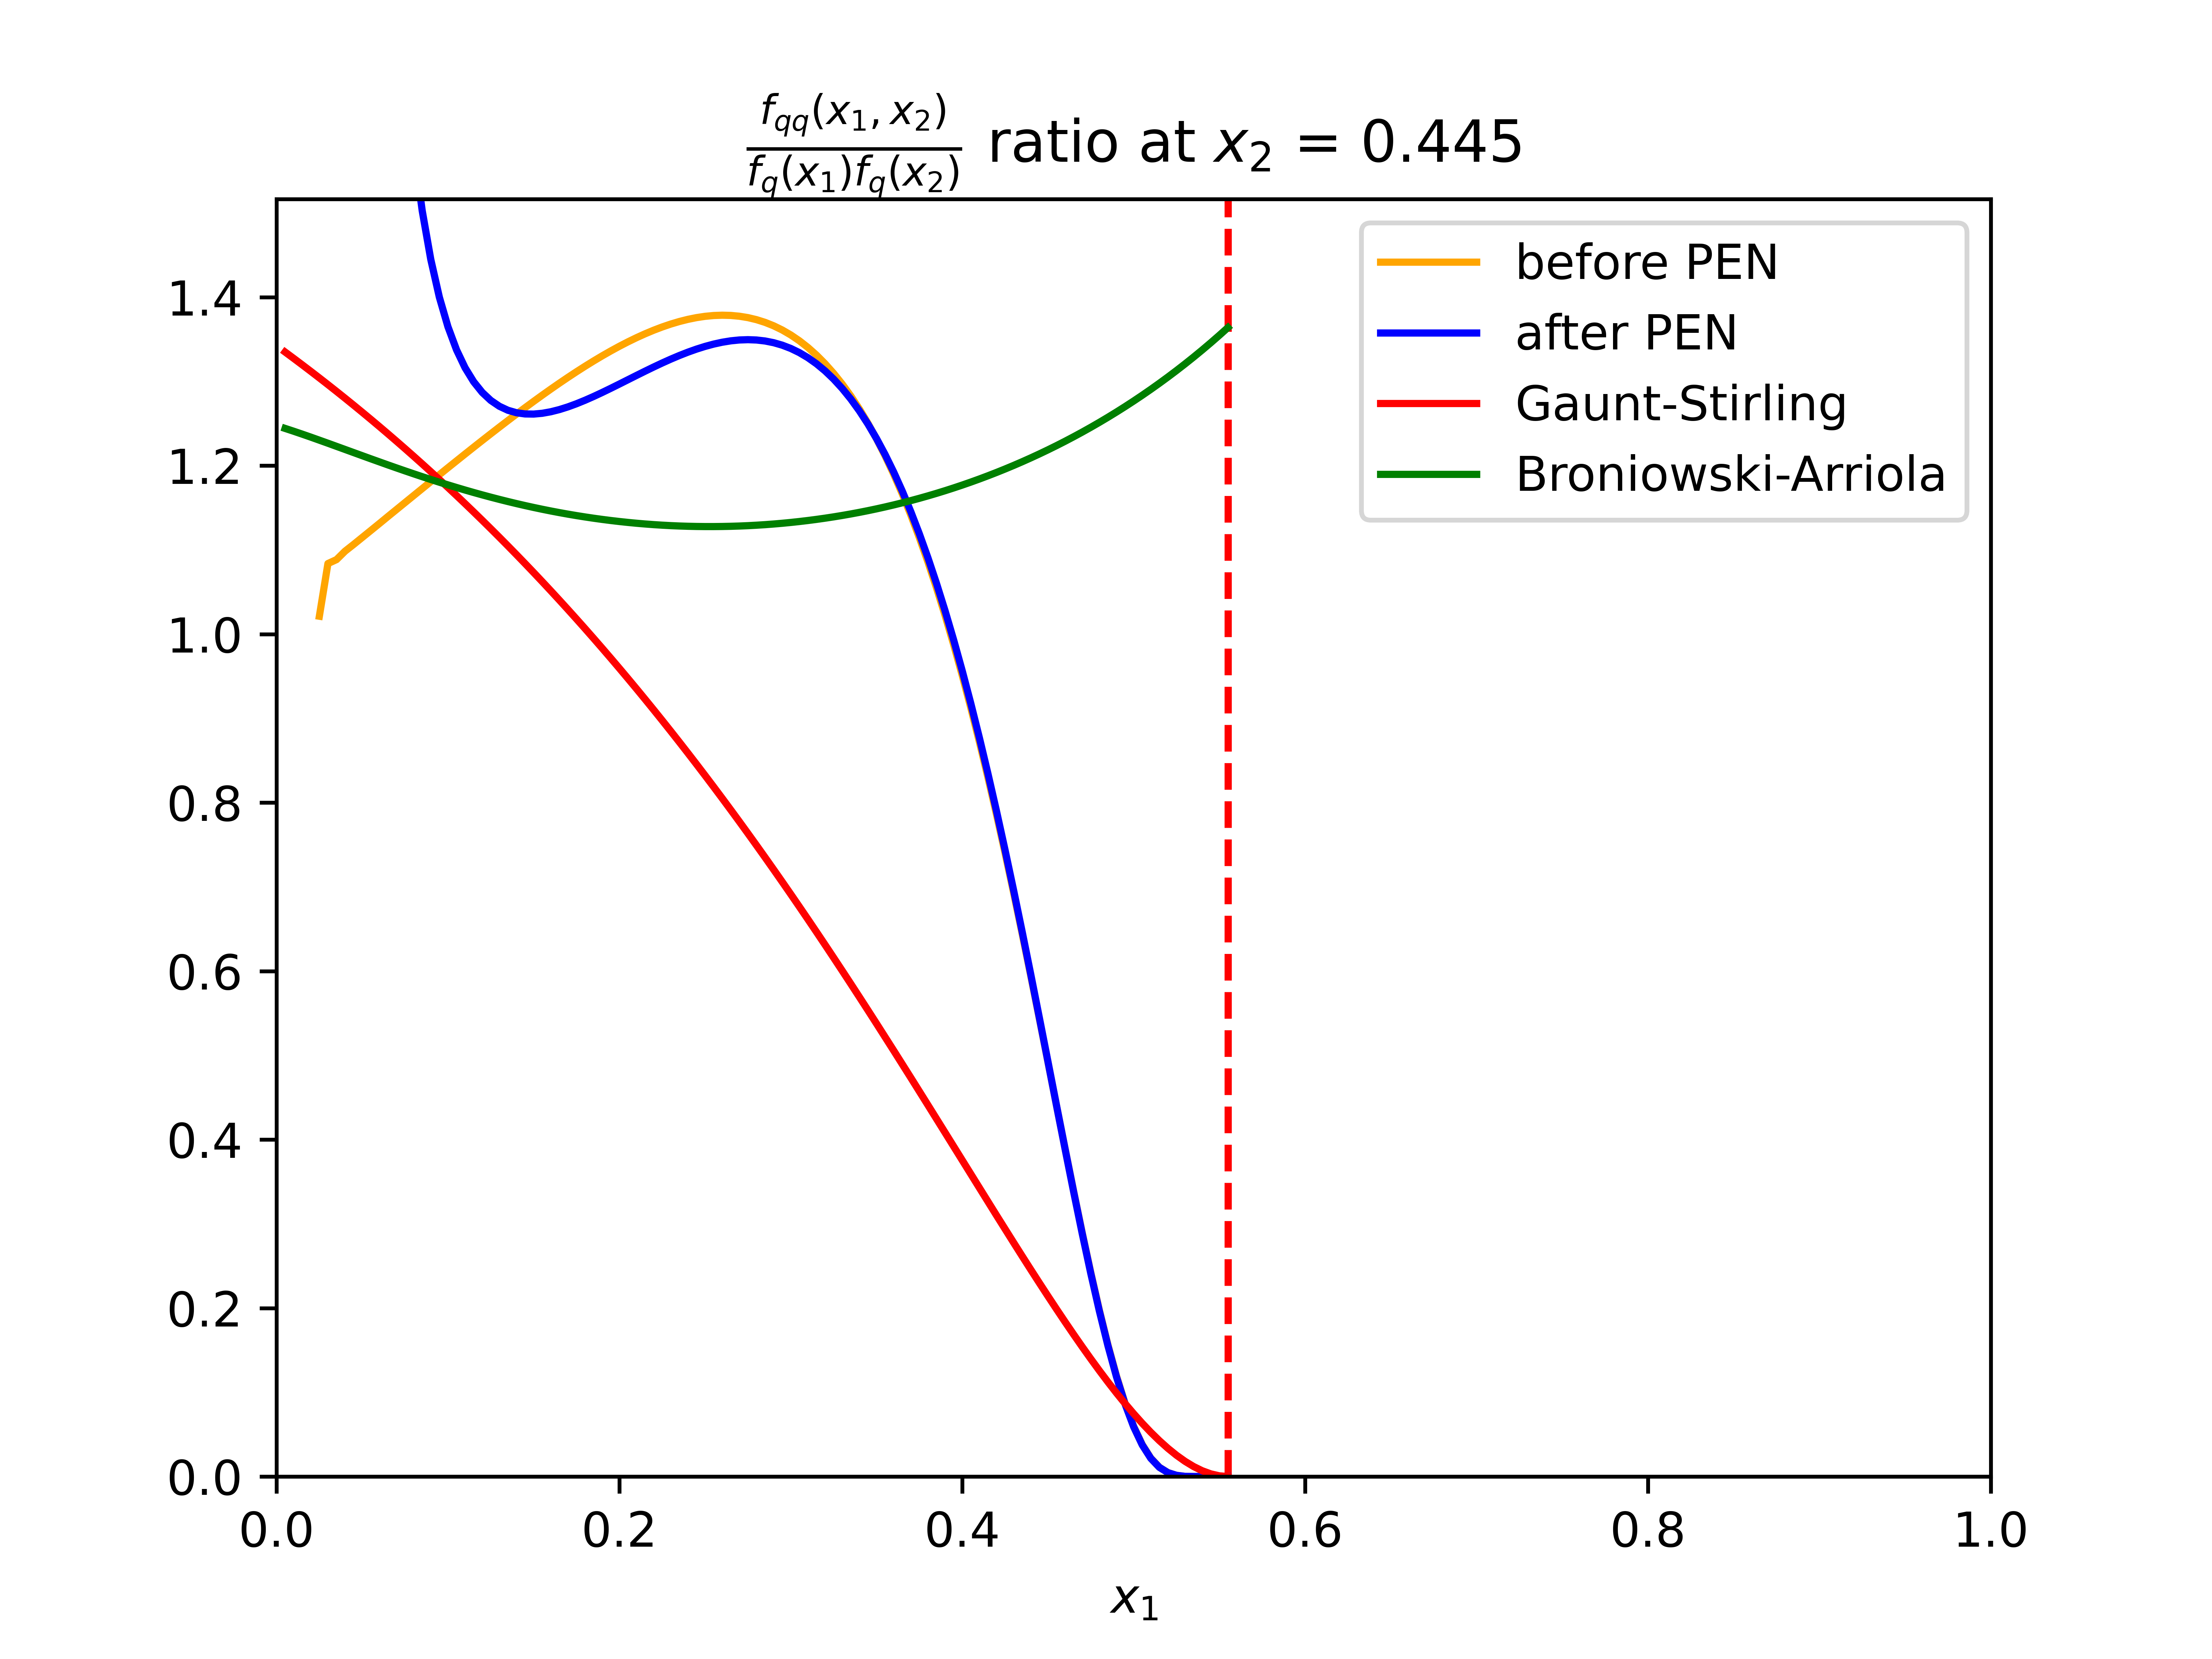 f_qq(x_1, x_2)
f_q(x_1)f_q(x_2)
ratio at x_2 = 0.445
before PEN
after PEN
Gaunt-Stirling
Broniowski-Arriola
1.4
1.2
1.0
0.8
0.6
0.4
0.2
0.0
0.0 0.2 0.4 0.6 0.8 1.0
x_1